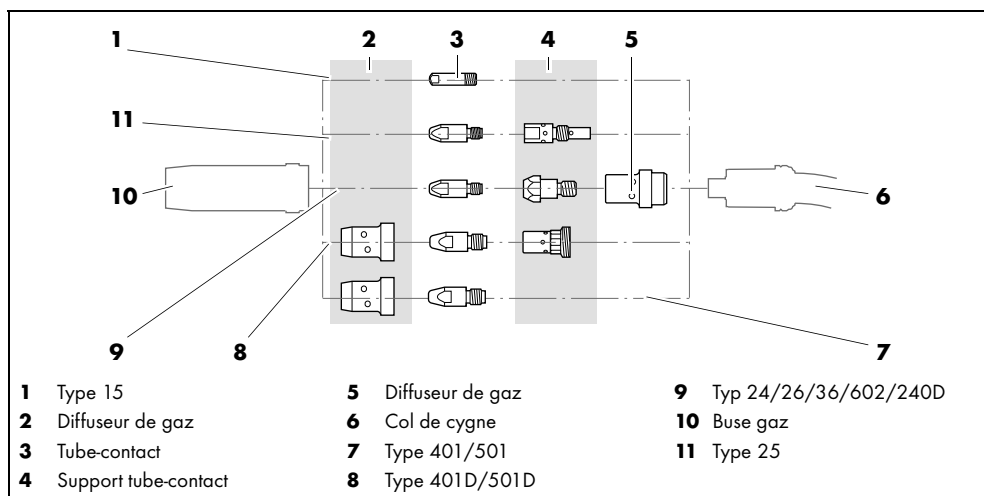 1
2
3
4
5
11
10
6
9
8
7
1 Type 15
2 Diffuseur de gaz
3 Tube-contact
4 Support tube-contact
5 Diffuseur de gaz
6 Col de cygne
7 Type 401/501
8 Type 401D/501D
9 Typ 24/26/36/602/240D
10 Buse gaz
11 Type 25